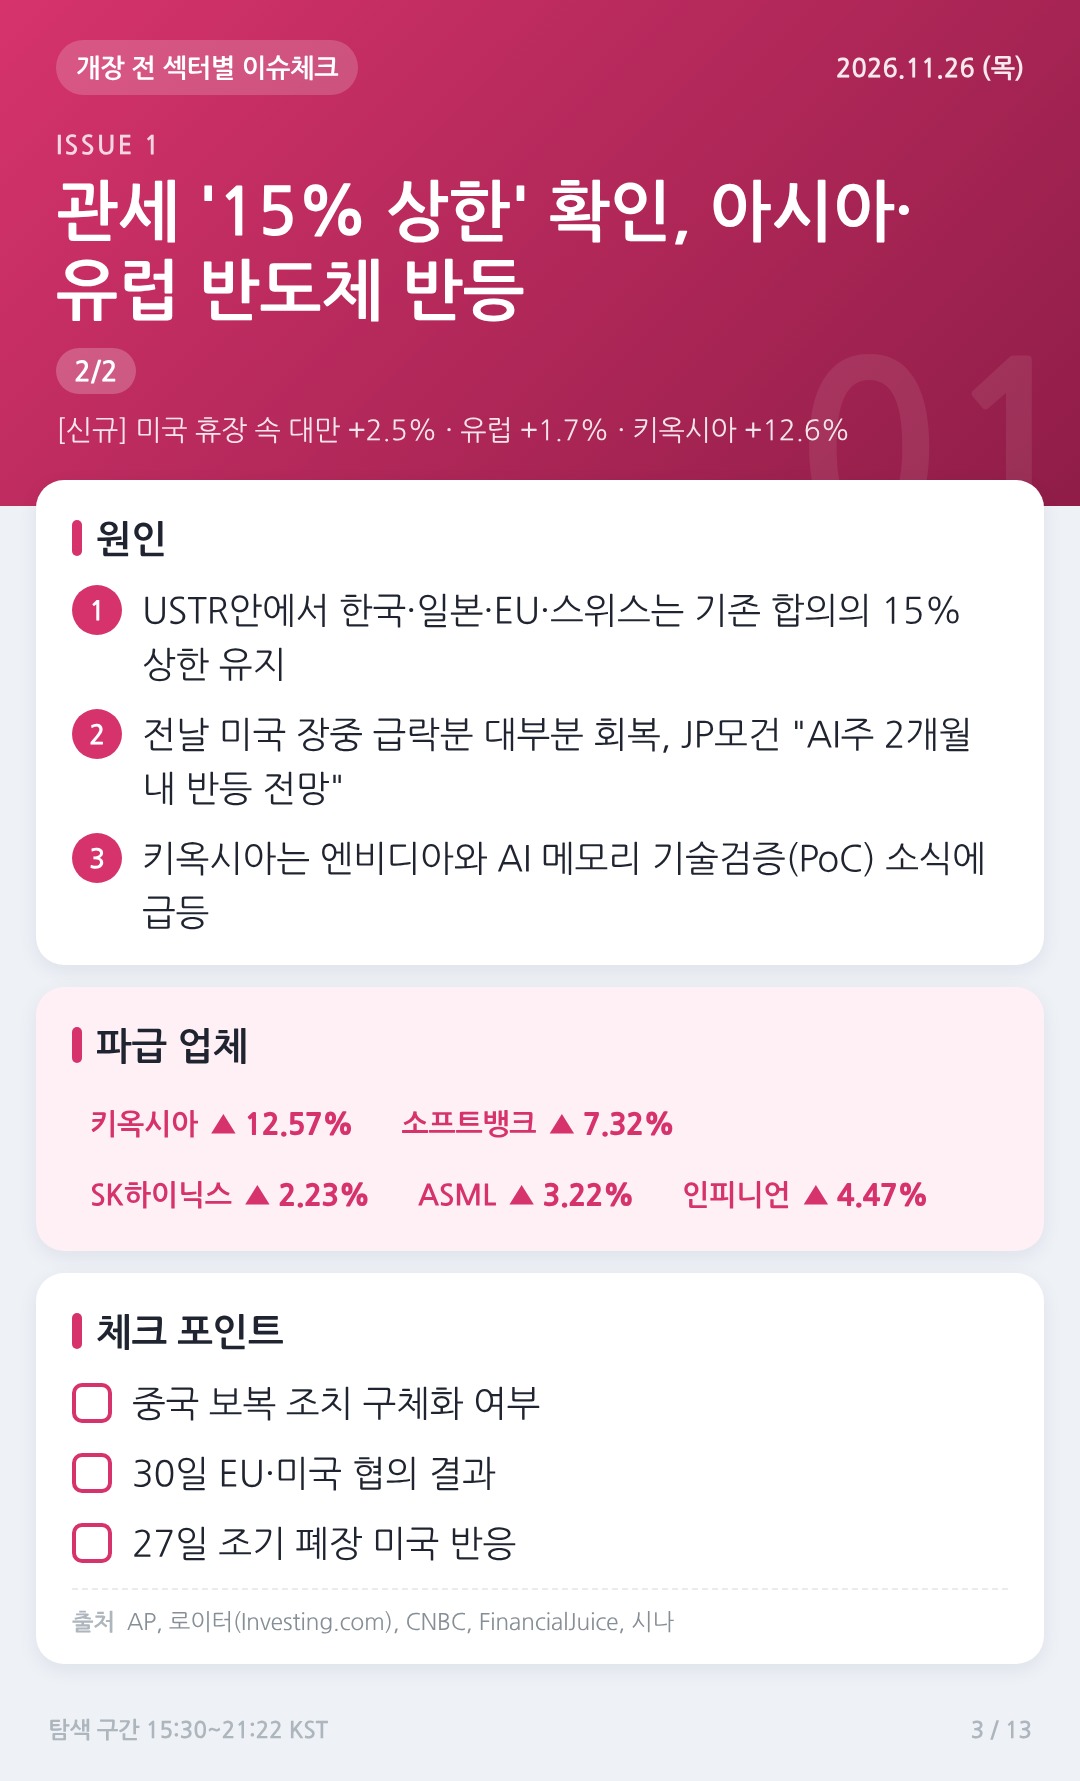 개장 전 섹터별 이슈체크
2026.11.26 (목)
ISSUE 1
관세 '15% 상한' 확인, 아시아·
유럽 반도체 반등
2/2
[신규] 미국 휴장 속 대만 +2.5% · 유럽 +1.7% · 키옥시아 +12.6%
01
원인
1 USTR안에서 한국·일본·EU·스위스는 기존 합의의 15%
상한 유지
2 전날 미국 장중 급락분 대부분 회복, JP모건 "AI주 2개월
내 반등 전망"
3 키옥시아는 엔비디아와 AI 메모리 기술검증(PoC) 소식에
급등
파급 업체
키옥시아 ▲ 12.57% 소프트뱅크 ▲ 7.32%
SK하이닉스 ▲ 2.23% ASML ▲ 3.22% 인피니언 ▲ 4.47%
체크 포인트
중국 보복 조치 구체화 여부
30일 EU·미국 협의 결과
27일 조기 폐장 미국 반응
출처 AP, 로이터(Investing.com), CNBC, FinancialJuice, 시나
탐색 구간 15:30~21:22 KST
3 / 13